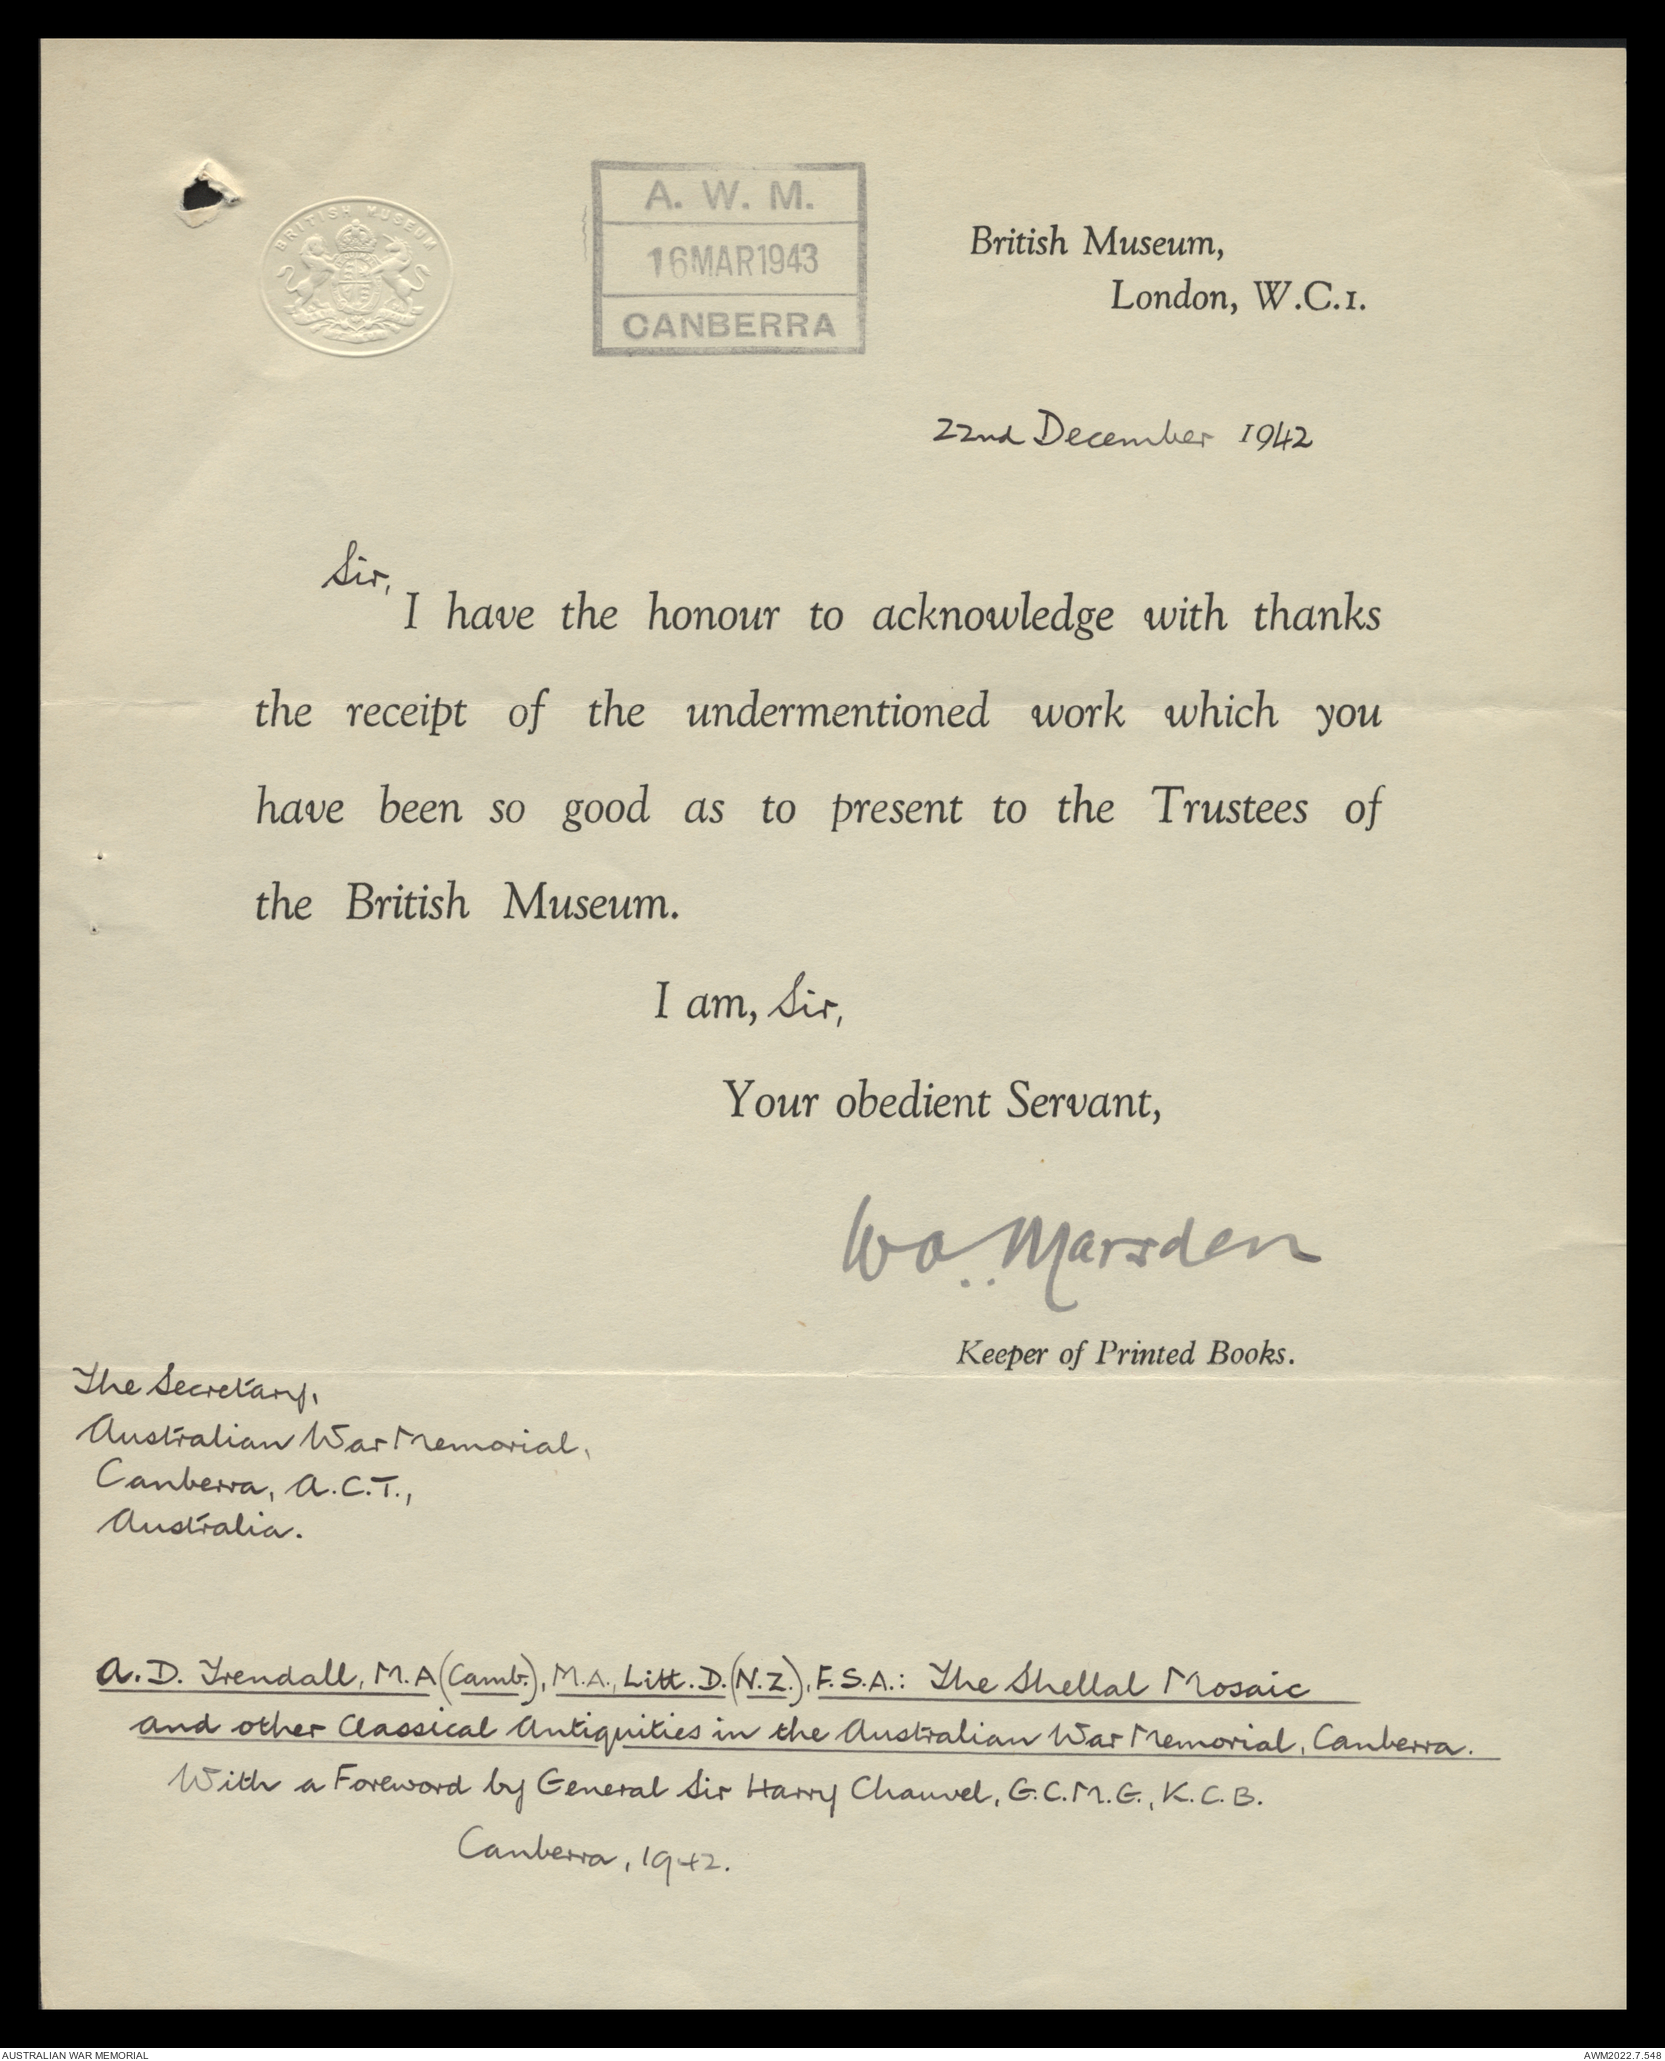 BRITISH MUSEUM
A. W. M.
16 MAR 1943
CANBERRA
British Museum,
London, W.C.1.
22nd December 1942
Sir,
I have the honour to acknowledge with thanks
the receipt of the undermentioned work which you
have been so good as to present to the Trustees of
the British Museum.
I am, Sir,
Your obedient Servant,
W A. Marsden
Keeper of Printed Books.
The Secretary,
Australian War Memorial,
Canberra, A.C.T.,
Australia.
A. D. Trendall, M.A (Camb.), M.A., Litt. D. (N.Z.), F.S.A.: The Shellal Mosaic
and other Classical Antiquities in the Australian War Memorial, Canberra.
With a Foreword by General Sir Harry Chauvel, G.C.M.G., K.C.B.
Canberra, 1942.
AUSTRALIAN WAR MEMORIAL
AWM2022.7.548